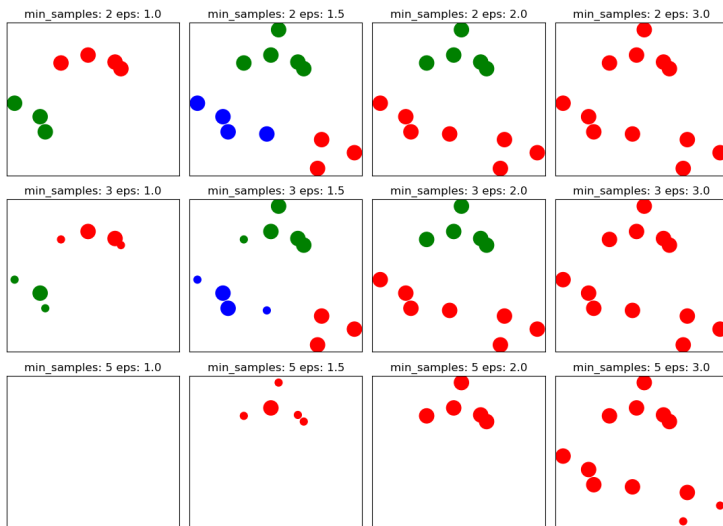 min_samples: 2 eps: 1.0
min_samples: 2 eps: 1.5
min_samples: 2 eps: 2.0
min_samples: 2 eps: 3.0
min_samples: 3 eps: 1.0
min_samples: 3 eps: 1.5
min_samples: 3 eps: 2.0
min_samples: 3 eps: 3.0
min_samples: 5 eps: 1.0
min_samples: 5 eps: 1.5
min_samples: 5 eps: 2.0
min_samples: 5 eps: 3.0